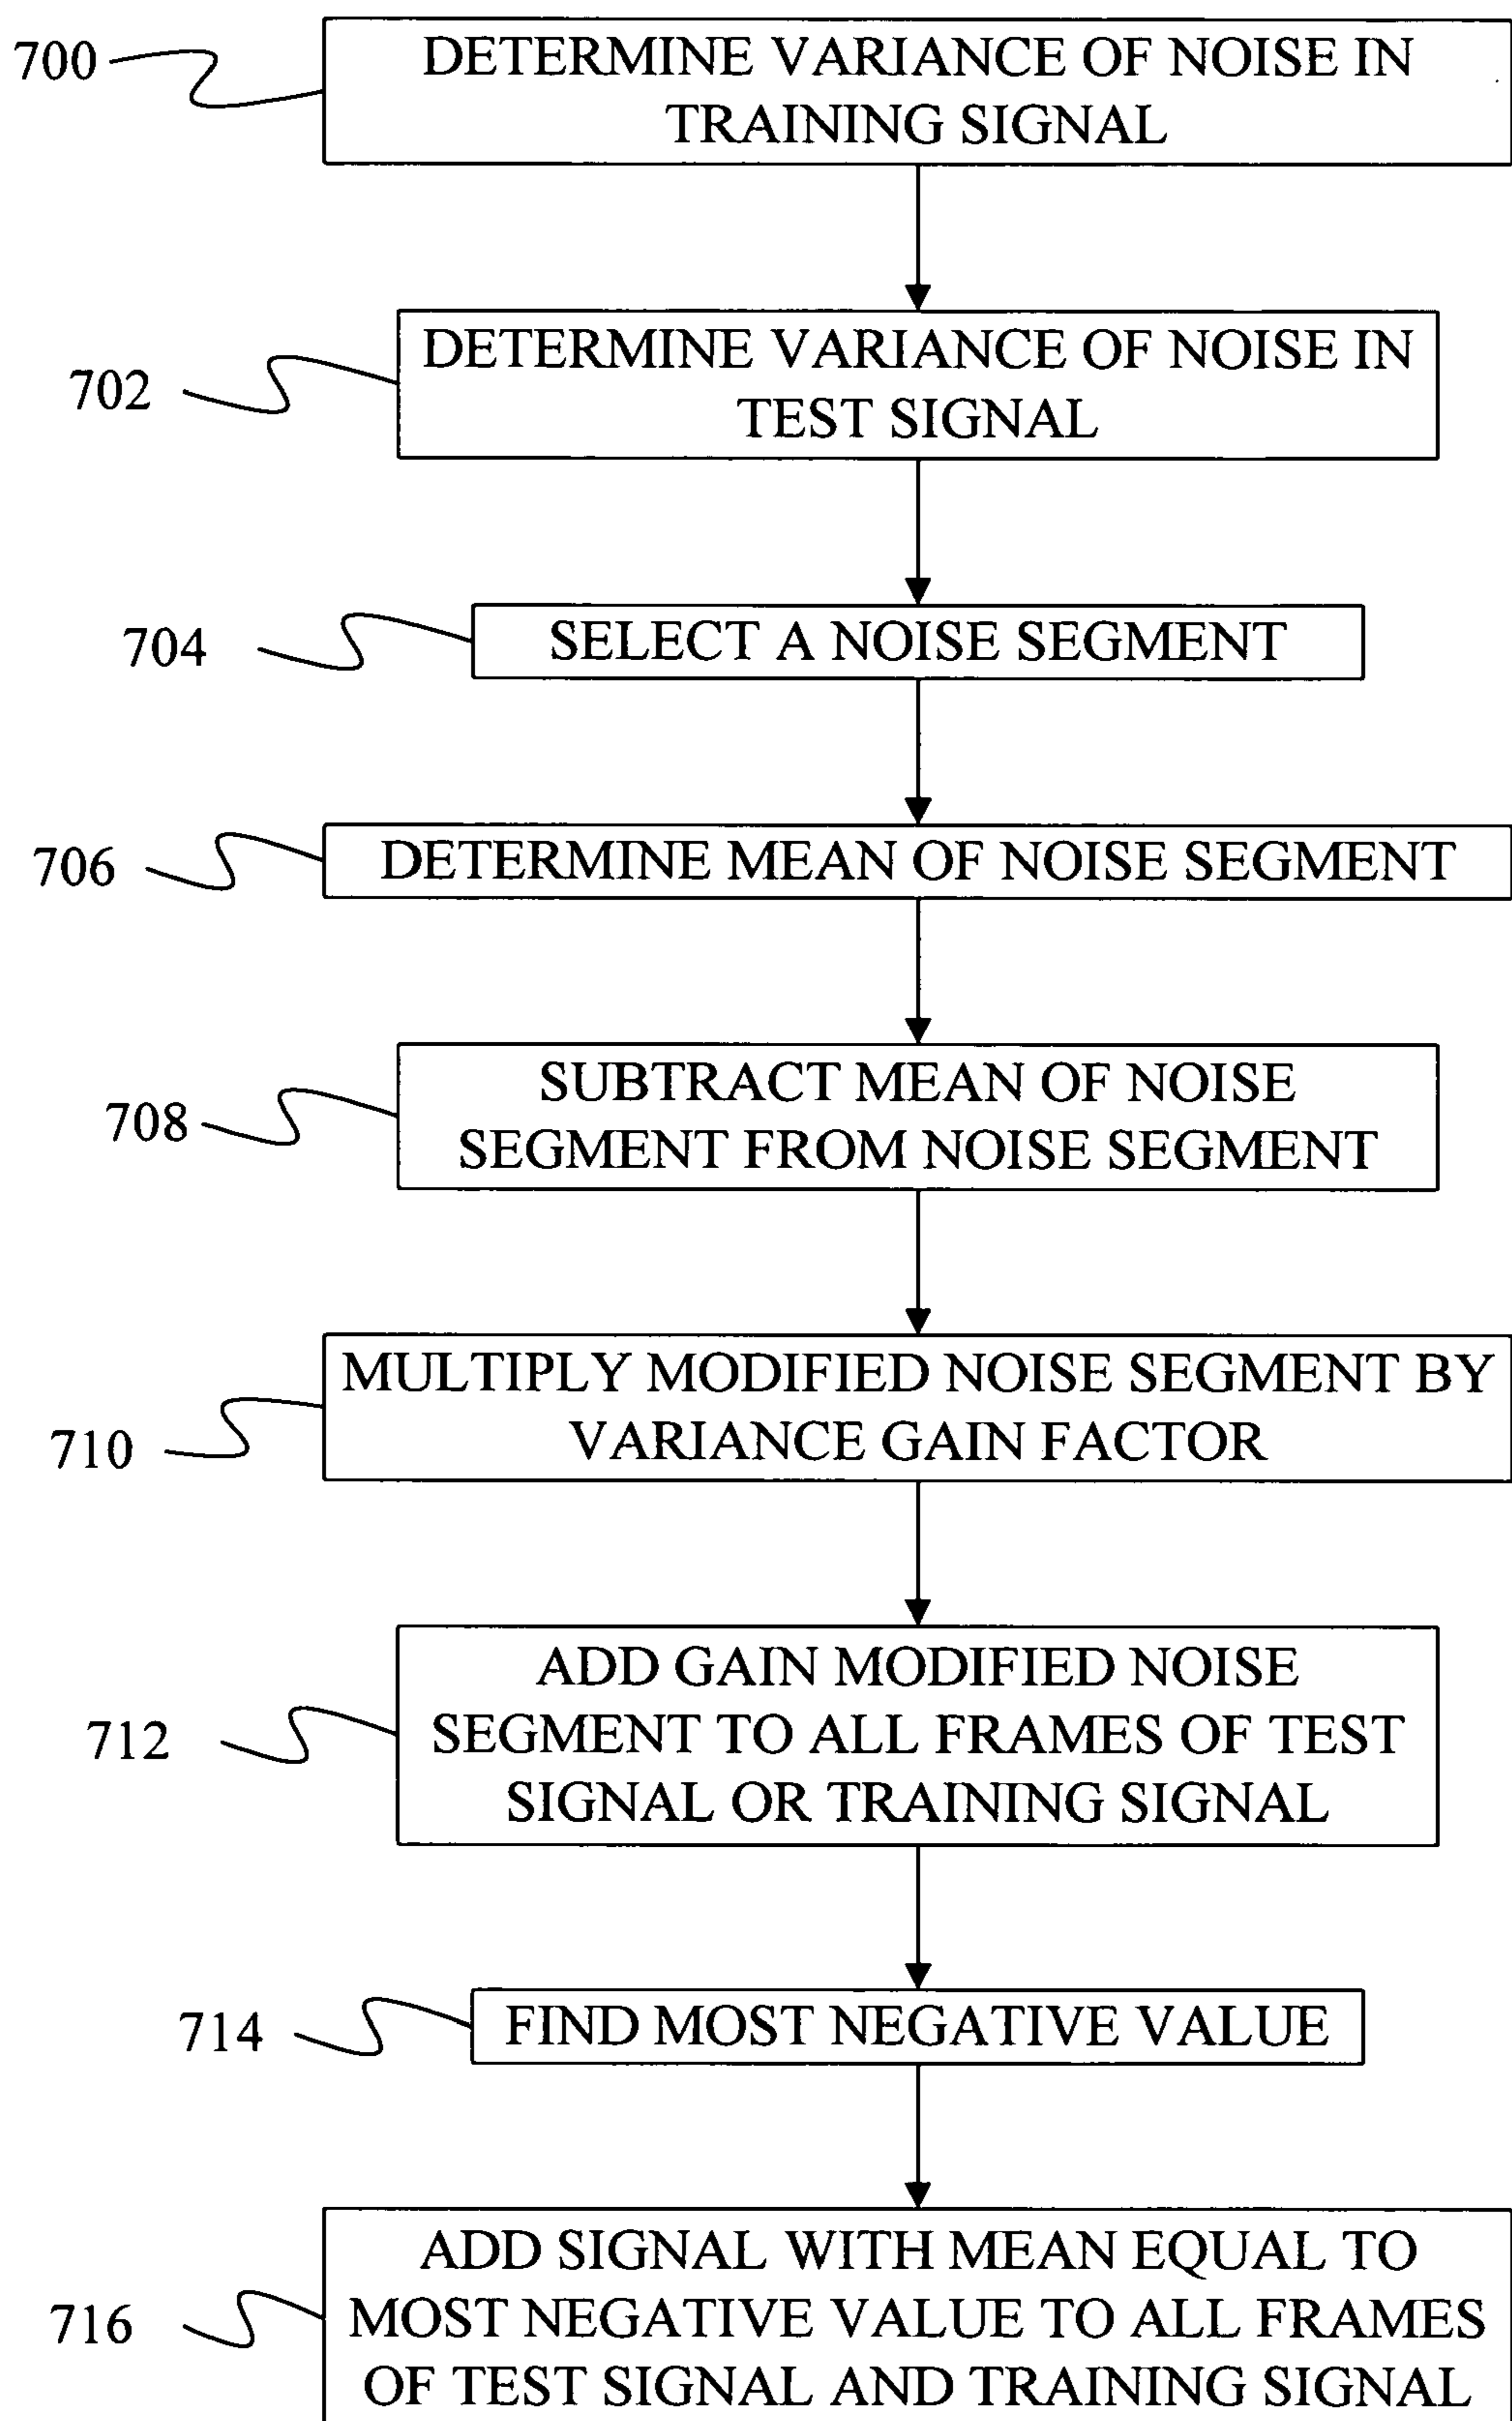 700
DETERMINE VARIANCE OF NOISE IN
TRAINING SIGNAL
702
DETERMINE VARIANCE OF NOISE IN
TEST SIGNAL
704
SELECT A NOISE SEGMENT
706
DETERMINE MEAN OF NOISE SEGMENT
708
SUBTRACT MEAN OF NOISE
SEGMENT FROM NOISE SEGMENT
710
MULTIPLY MODIFIED NOISE SEGMENT BY
VARIANCE GAIN FACTOR
712
ADD GAIN MODIFIED NOISE
SEGMENT TO ALL FRAMES OF TEST
SIGNAL OR TRAINING SIGNAL
714
FIND MOST NEGATIVE VALUE
716
ADD SIGNAL WITH MEAN EQUAL TO
MOST NEGATIVE VALUE TO ALL FRAMES
OF TEST SIGNAL AND TRAINING SIGNAL